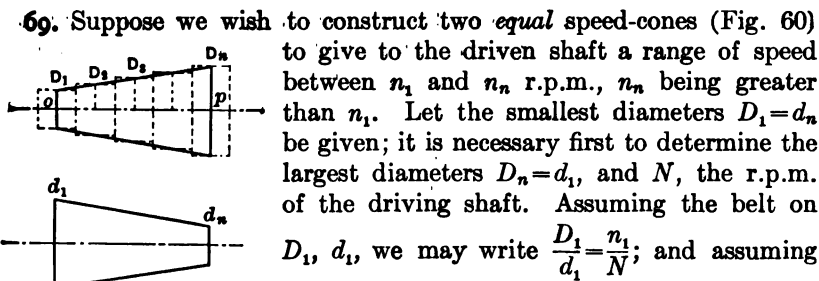 69. Suppose we wish to construct two equal speed-cones (Fig. 60)
to give to the driven shaft a range of speed
between n₁ and nₙ r.p.m., nₙ being greater
than n₁. Let the smallest diameters D₁=dₙ
be given; it is necessary first to determine the
largest diameters Dₙ=d₁, and N, the r.p.m.
of the driving shaft. Assuming the belt on
D₁, d₁, we may write D₁/d₁=n₁/N; and assuming
D₁ D₂ D₃ Dₙ
o p
d₁
dₙ